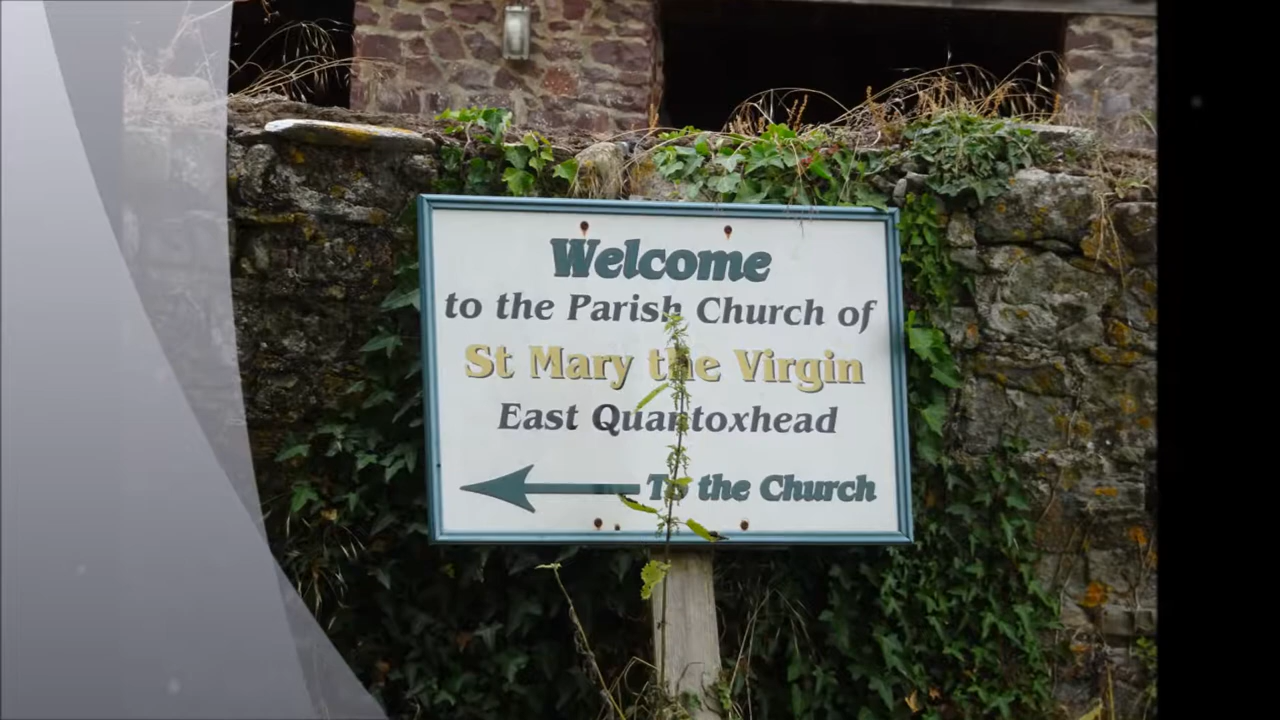 Welcome
to the Parish Church of
St Mary the Virgin
East Quantoxhead
To the Church